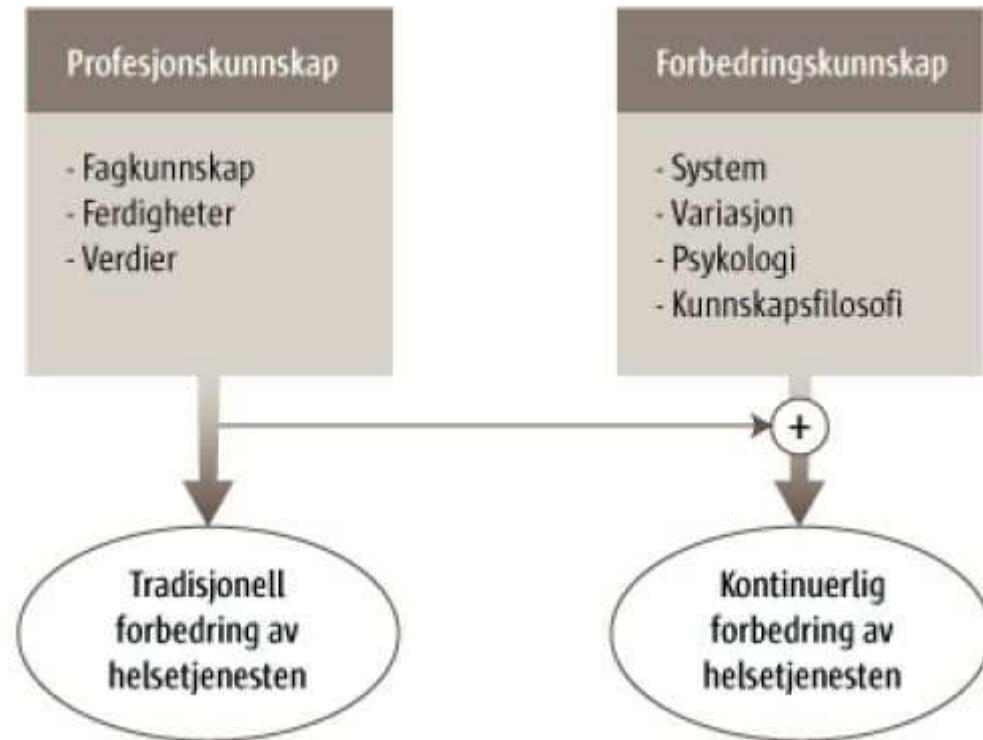 Profesjonskunnskap
- Fagkunnskap
- Ferdigheter
- Verdier
Forbedringskunnskap
- System
- Variasjon
- Psykologi
- Kunnskapsfilosofi
+
Tradisjonell
forbedring av
helsetjenesten
Kontinuerlig
forbedring av
helsetjenesten